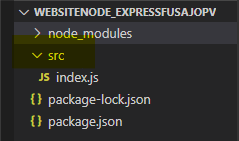 WEBSITENODE_EXPRESSFUSAJOPV
node_modules
src
JS index.js
{} package-lock.json
{} package.json